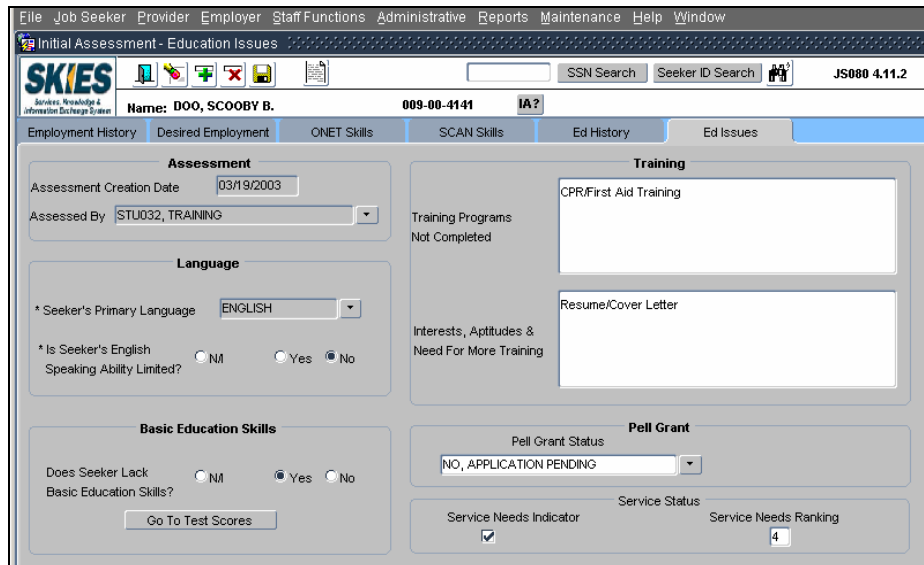 File Job Seeker Provider Employer Staff Functions Administrative Reports Maintenance Help Window
Initial Assessment - Education Issues
SKIES
Services, Knowledge &
Information Exchange System
SSN Search Seeker ID Search JS080 4.11.2
Name: DOO, SCOOBY B. 009-00-4141 IA?
Employment History Desired Employment ONET Skills SCAN Skills Ed History Ed Issues
Assessment
Assessment Creation Date 03/19/2003
Assessed By STU032, TRAINING
Language
* Seeker's Primary Language ENGLISH
* Is Seeker's English
Speaking Ability Limited?
N/I Yes No
Basic Education Skills
Does Seeker Lack
Basic Education Skills?
N/I Yes No
Go To Test Scores
Training
Training Programs
Not Completed
CPR/First Aid Training
Interests, Aptitudes &
Need For More Training
Resume/Cover Letter
Pell Grant
Pell Grant Status
NO, APPLICATION PENDING
Service Status
Service Needs Indicator Service Needs Ranking
4